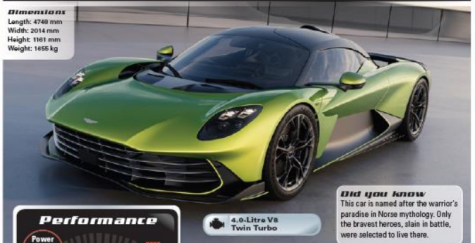 Dimensions
Length: 4749 mm
Width: 2014 mm
Height: 1161 mm
Weight: 1655 kg
Performance
Power
4.0-Litre V8
Twin Turbo
Did you know
This car is named after the warrior's
paradise in Norse mythology. Only
the bravest heroes, slain in battle,
were selected to live there.